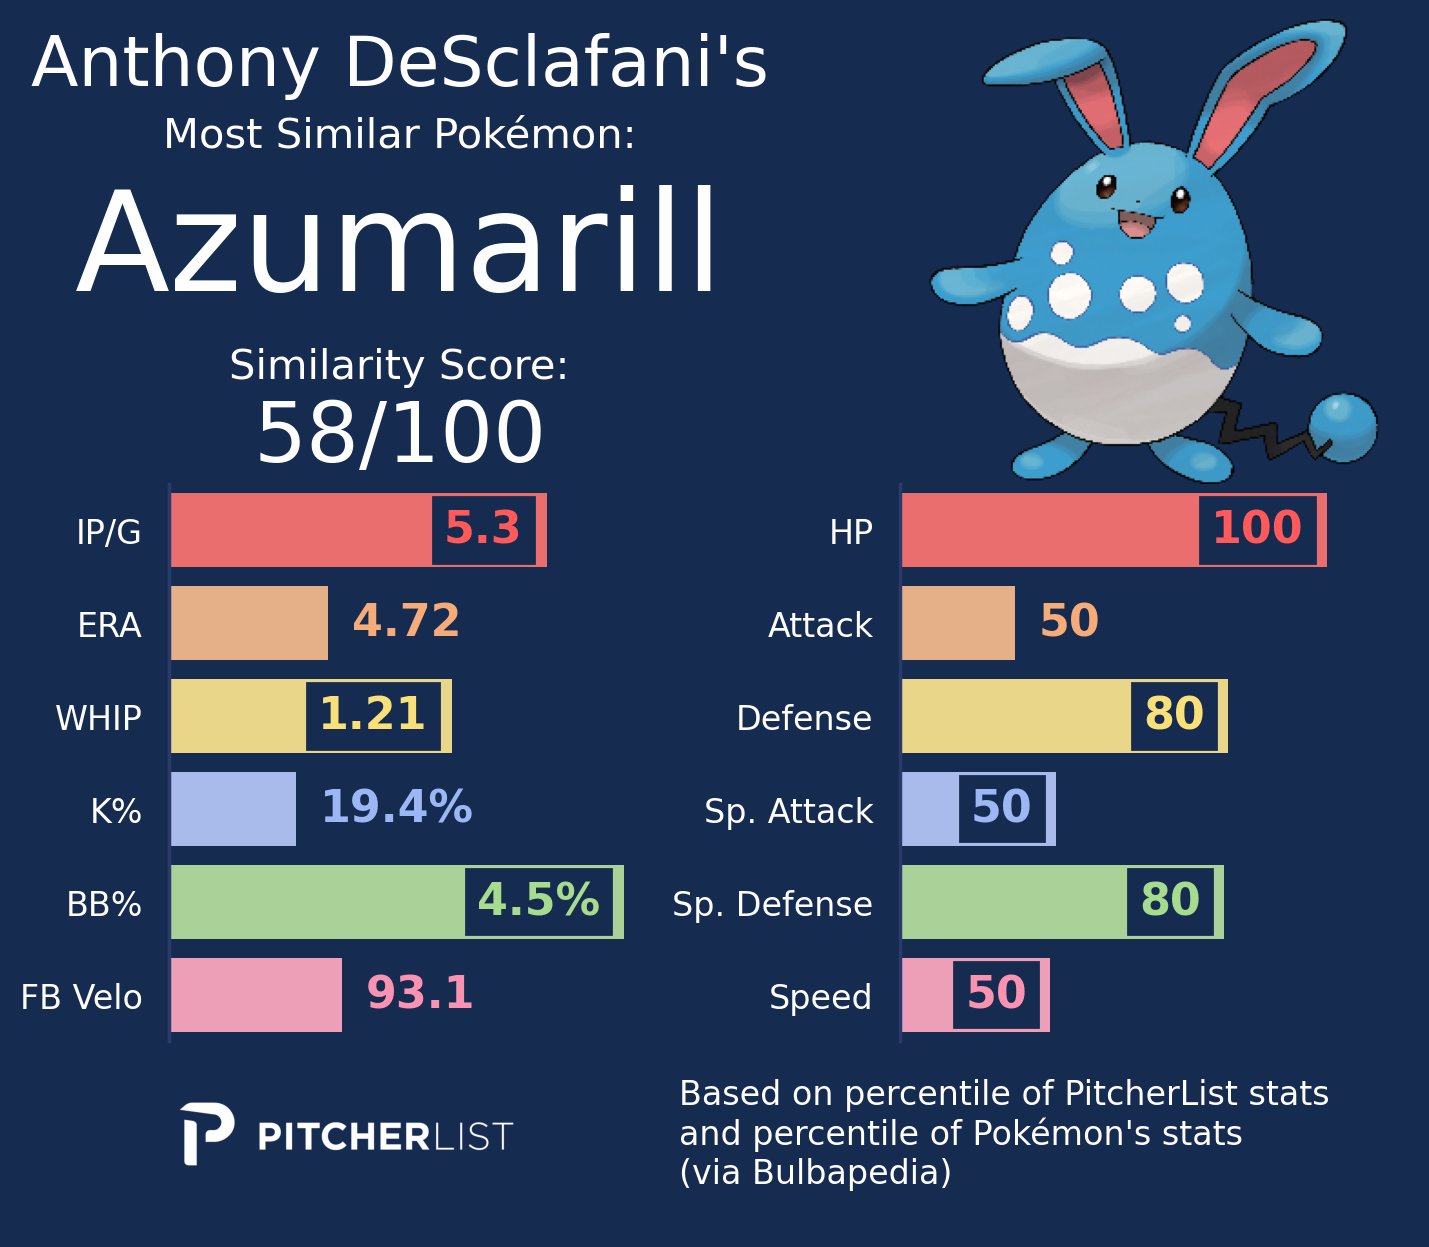 Anthony DeSclafani's
Most Similar Pokémon:
Azumarill
Similarity Score:
58/100
IP/G 5.3
ERA 4.72
WHIP 1.21
K% 19.4%
BB% 4.5%
FB Velo 93.1
HP 100
Attack 50
Defense 80
Sp. Attack 50
Sp. Defense 80
Speed 50
PITCHERLIST
Based on percentile of PitcherList stats
and percentile of Pokémon's stats
(via Bulbapedia)